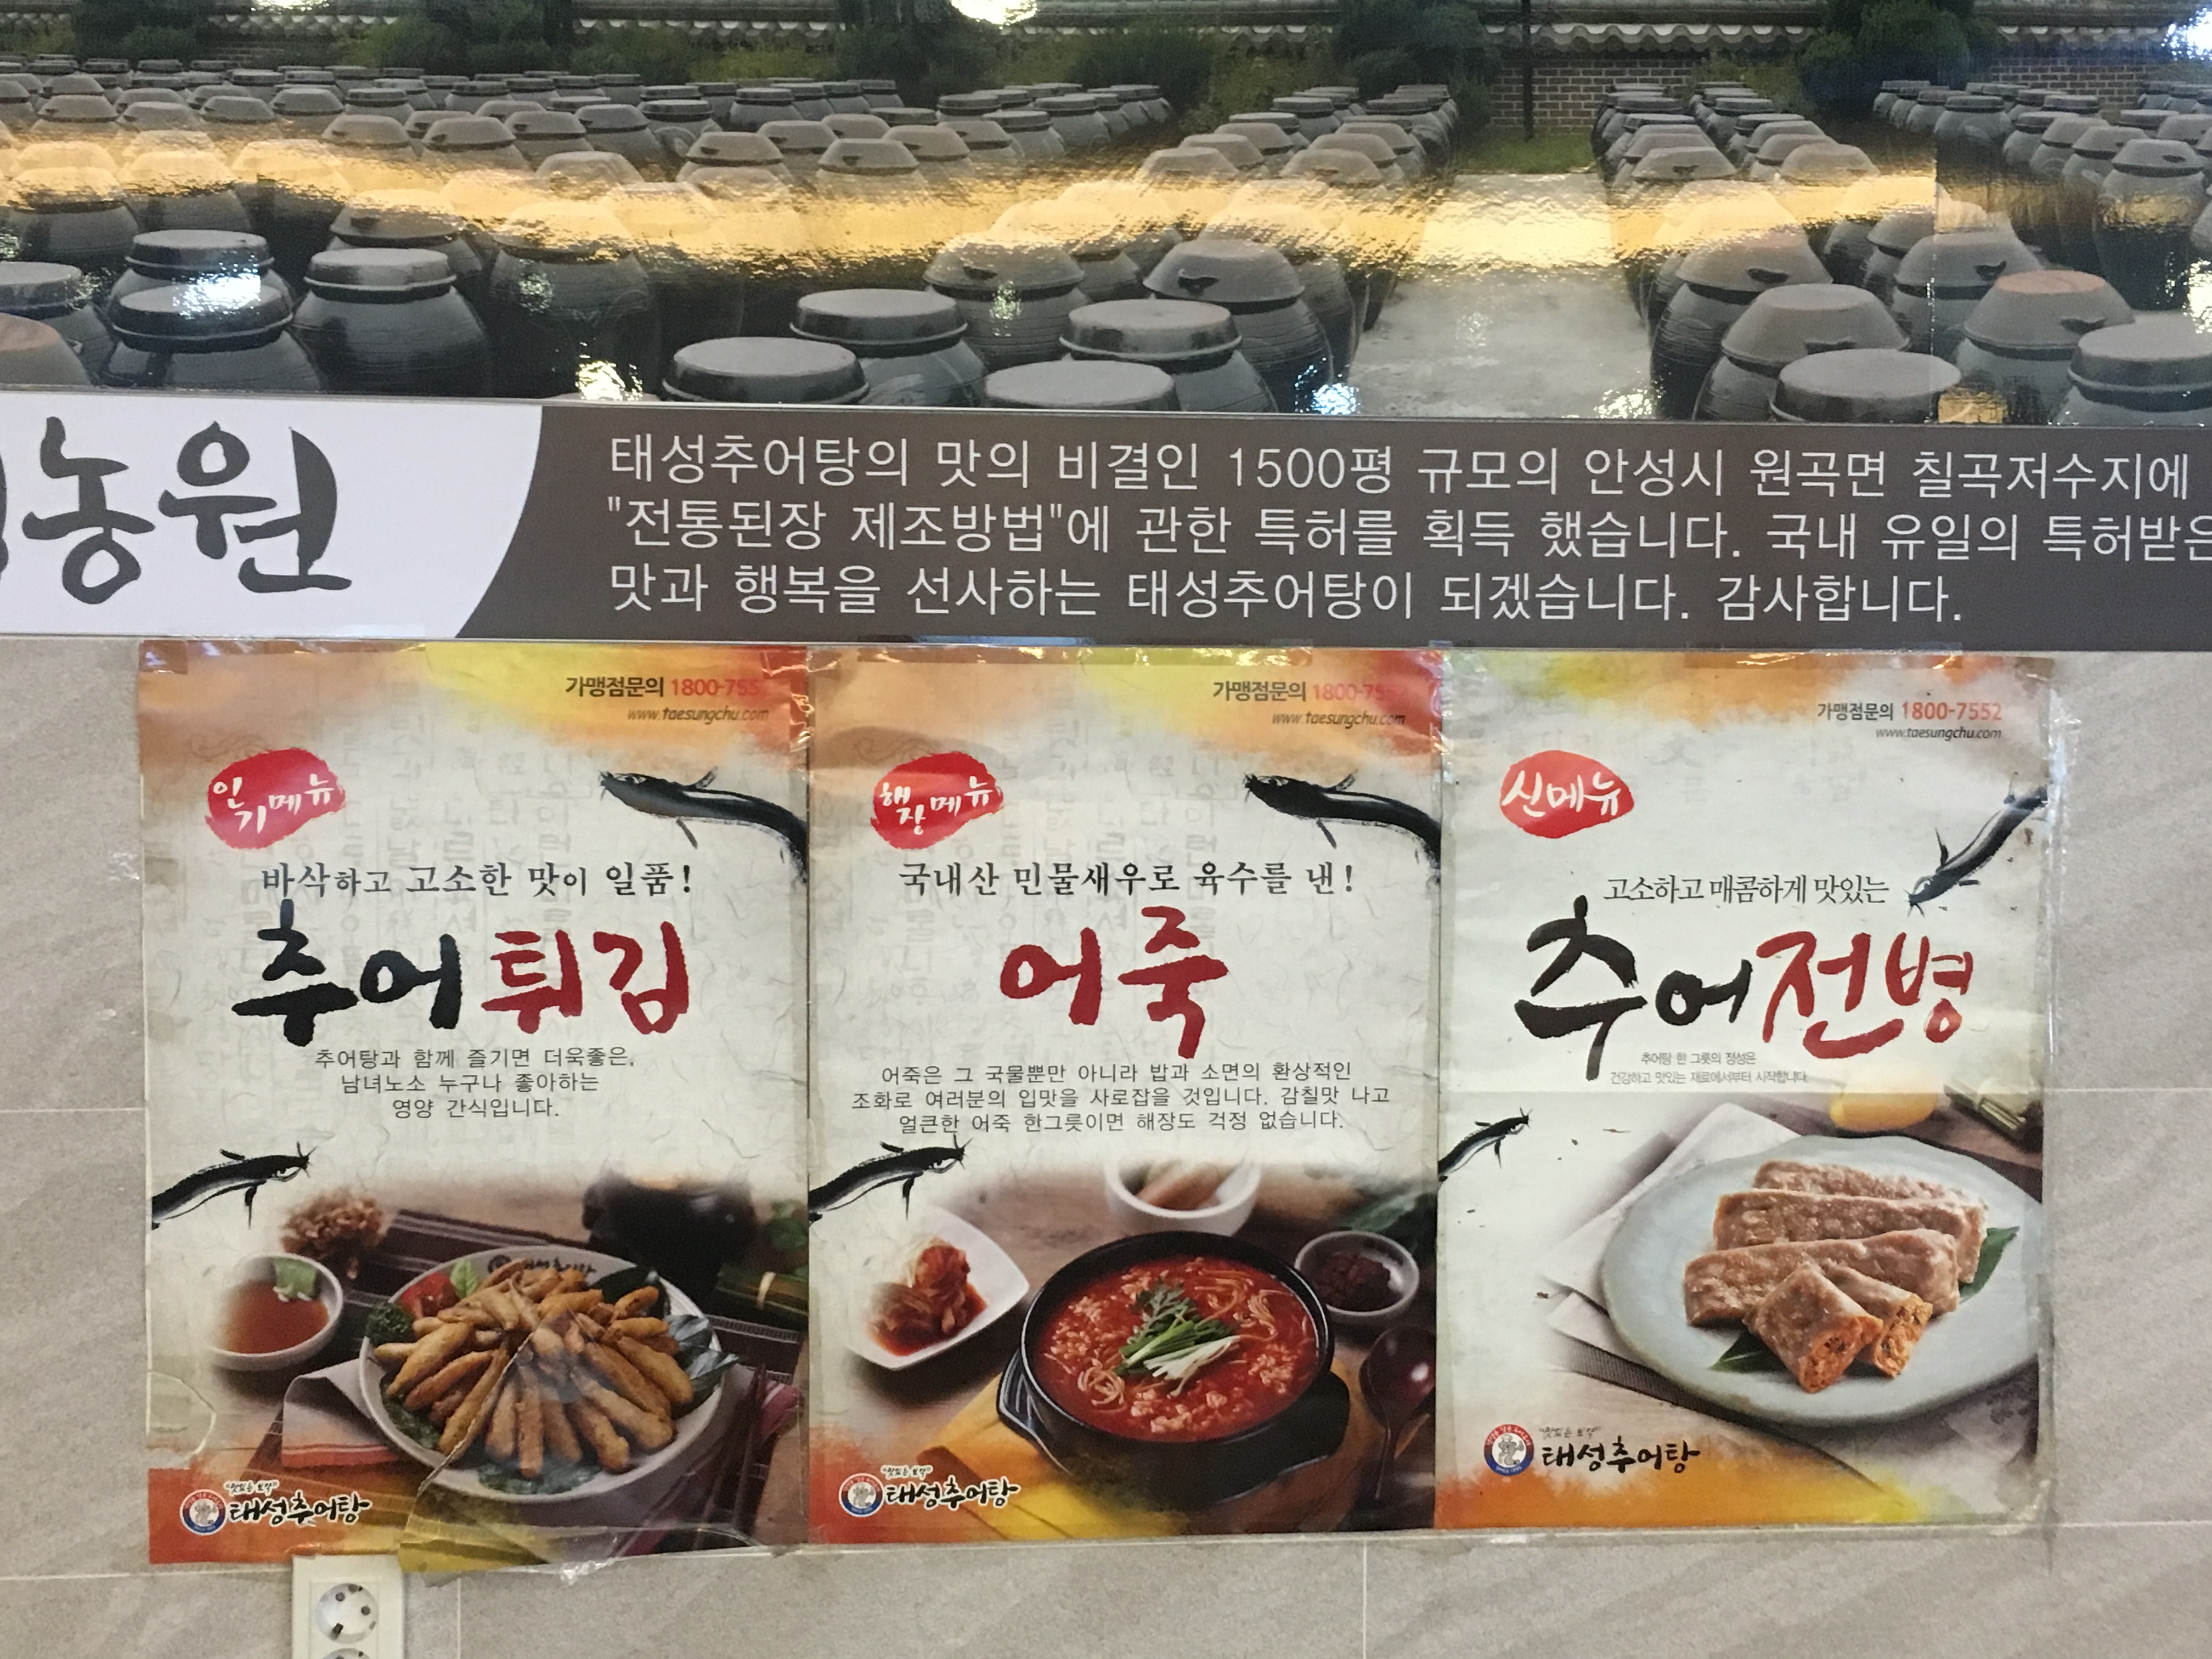 농원
태성추어탕의 맛의 비결인 1500평 규모의 안성시 원곡면 칠곡저수지에
"전통된장 제조방법"에 관한 특허를 획득 했습니다. 국내 유일의 특허받은
맛과 행복을 선사하는 태성추어탕이 되겠습니다. 감사합니다.
가맹점문의 1800-755
www.taesungchu.com
인기메뉴
바삭하고 고소한 맛이 일품!
추어튀김
추어탕과 함께 즐기면 더욱좋은,
남녀노소 누구나 좋아하는
영양 간식입니다.
"맛있는 보약"
태성추어탕
가맹점문의 1800-7552
www.taesungchu.com
해장메뉴
국내산 민물새우로 육수를 낸!
어죽
어죽은 그 국물뿐만 아니라 밥과 소면의 환상적인
조화로 여러분의 입맛을 사로잡을 것입니다. 감칠맛 나고
얼큰한 어죽 한그릇이면 해장도 걱정 없습니다.
"맛있는 보약"
태성추어탕
가맹점문의 1800-7552
www.taesungchu.com
신메뉴
고소하고 매콤하게 맛있는
추어전병
추어탕 한 그릇의 정성은
건강하고 맛있는 재료에서부터 시작합니다.
"맛있는 보약"
태성추어탕